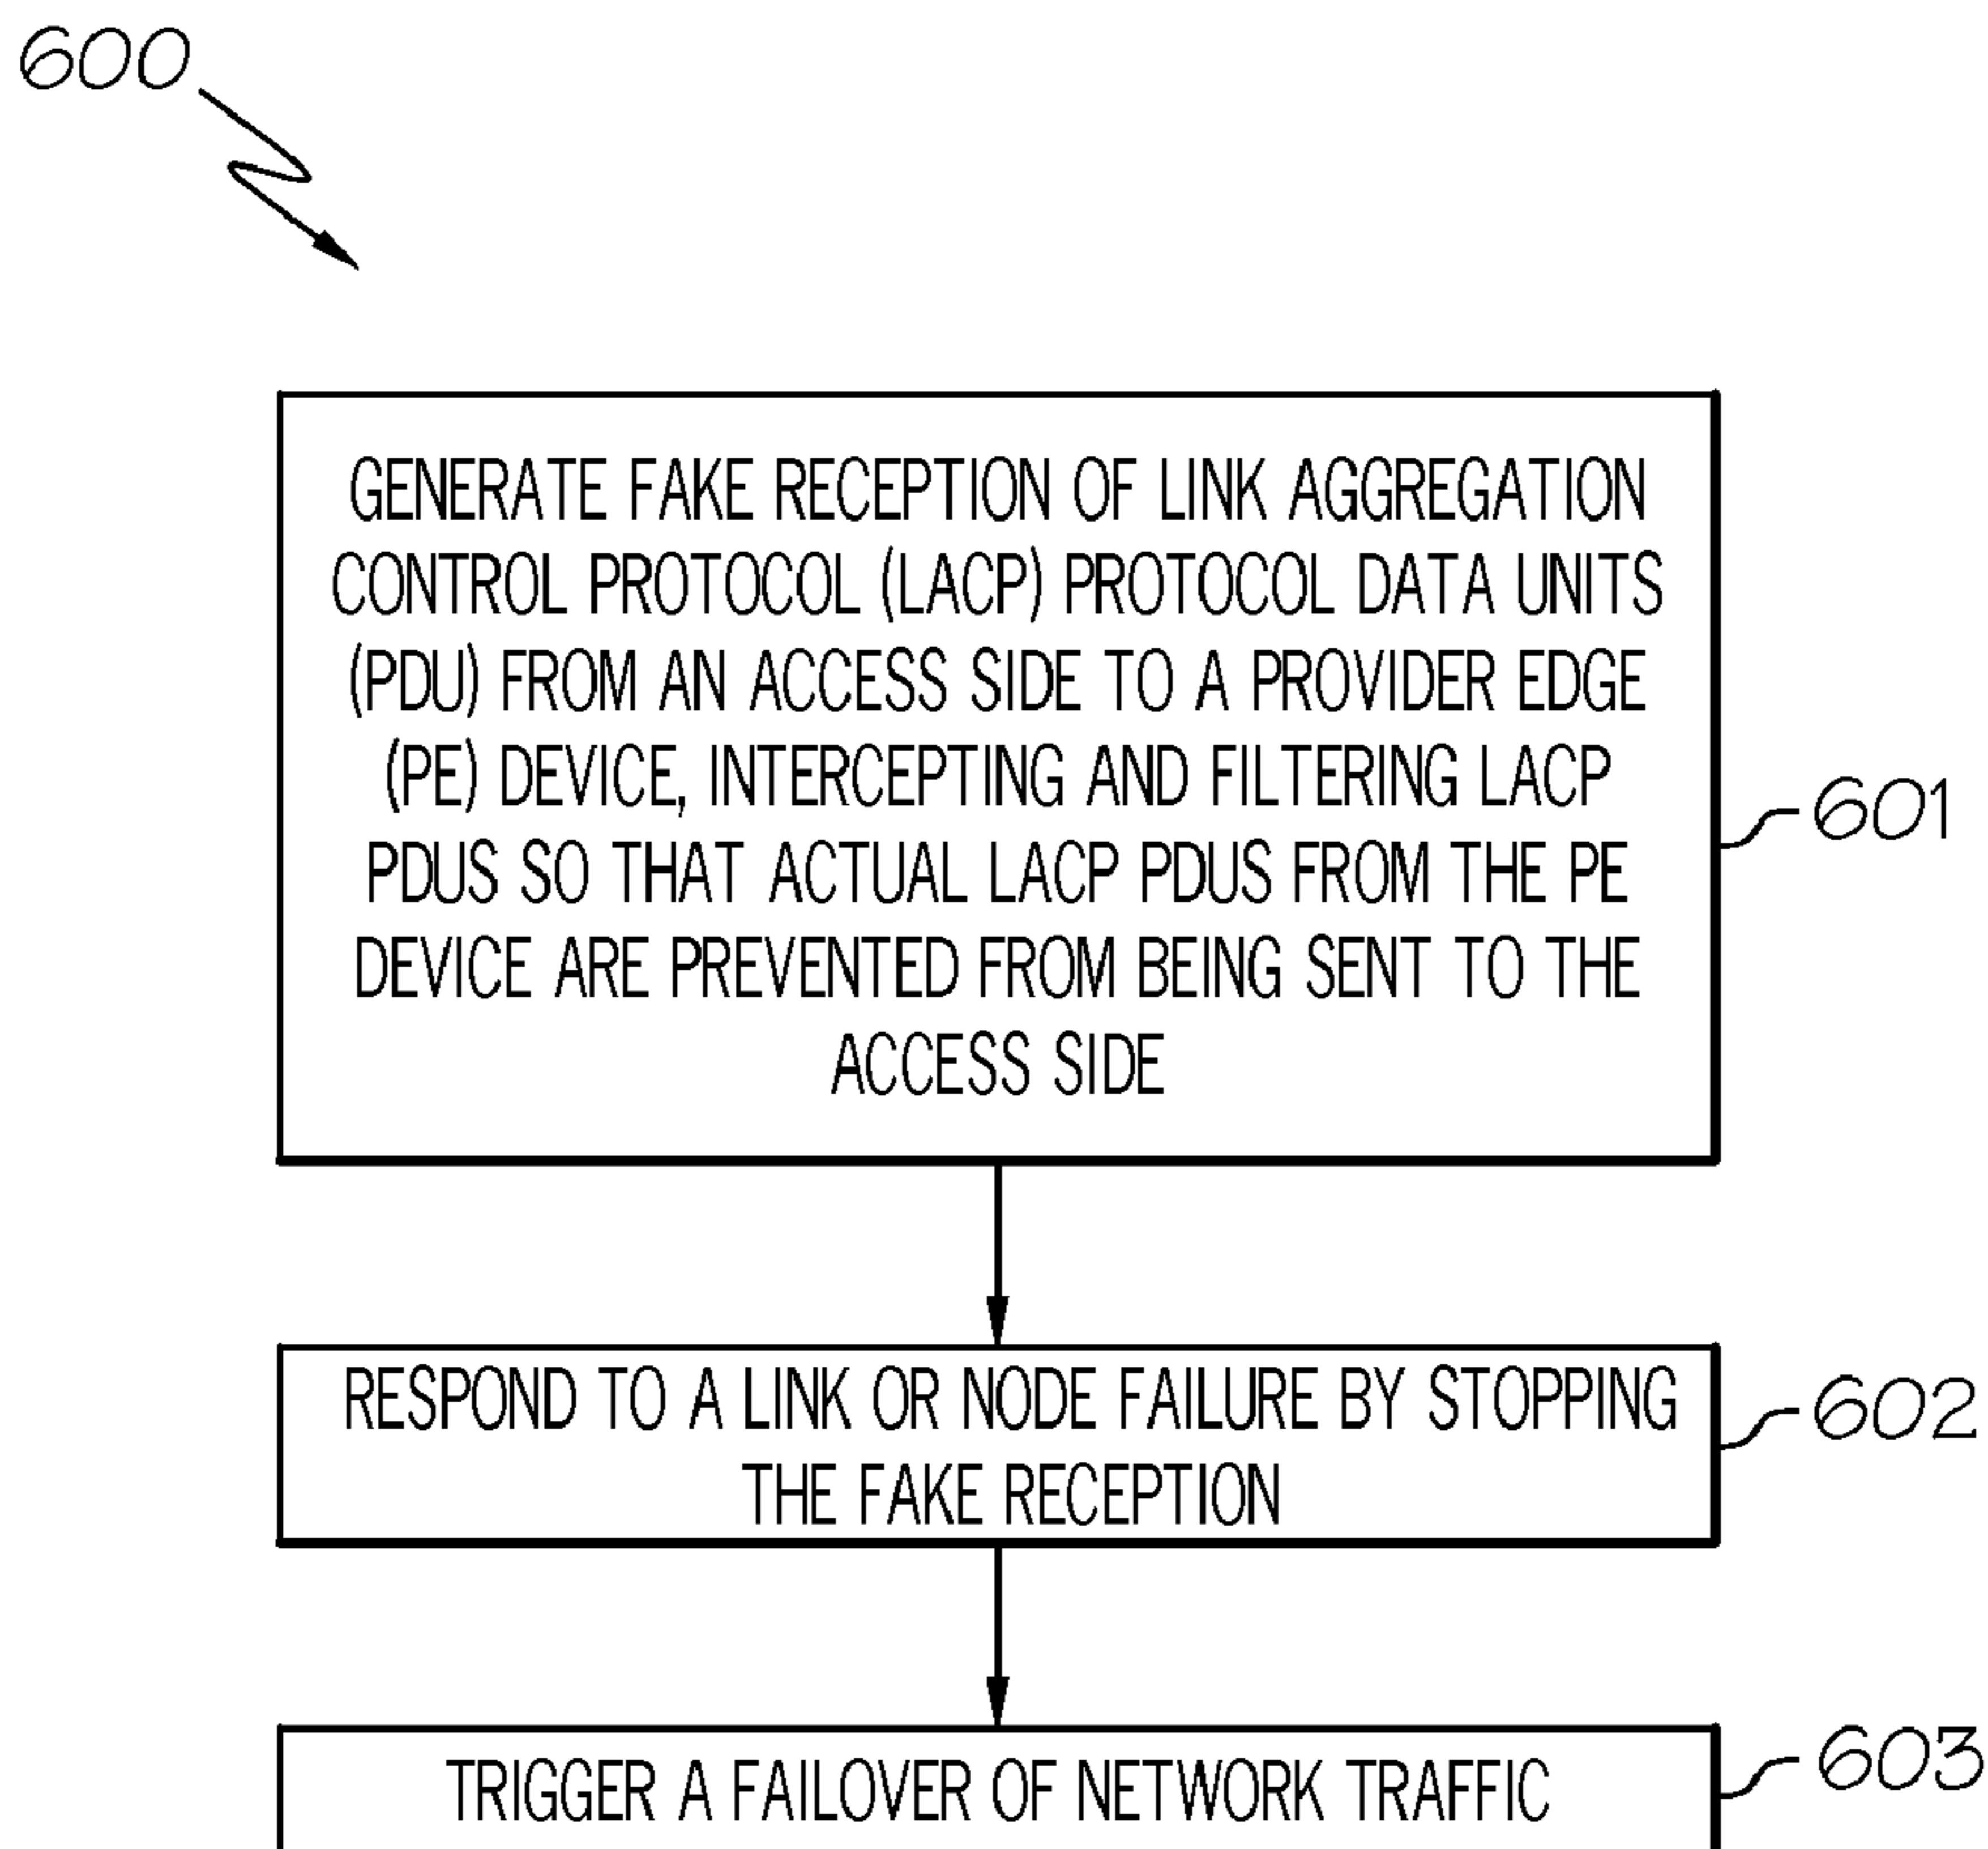 600
GENERATE FAKE RECEPTION OF LINK AGGREGATION
CONTROL PROTOCOL (LACP) PROTOCOL DATA UNITS
(PDU) FROM AN ACCESS SIDE TO A PROVIDER EDGE
(PE) DEVICE, INTERCEPTING AND FILTERING LACP
PDUS SO THAT ACTUAL LACP PDUS FROM THE PE
DEVICE ARE PREVENTED FROM BEING SENT TO THE
ACCESS SIDE
601
RESPOND TO A LINK OR NODE FAILURE BY STOPPING
THE FAKE RECEPTION
602
TRIGGER A FAILOVER OF NETWORK TRAFFIC
603